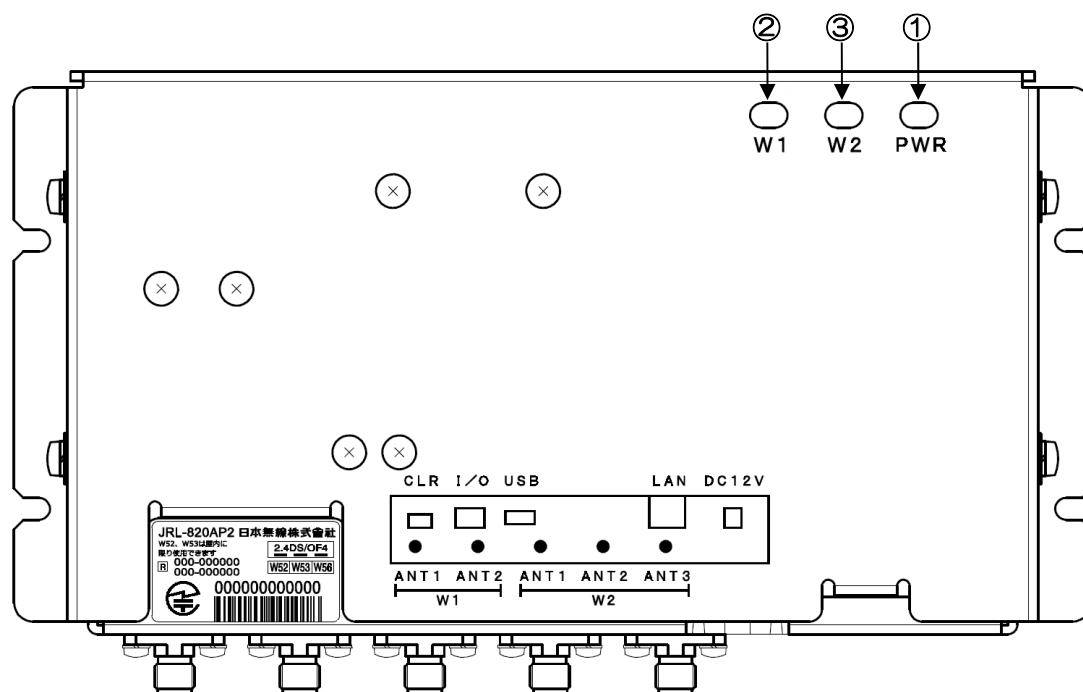 ② ③ ①
W1 W2 PWR
CLR I/O USB LAN DC12V
ANT1 ANT2 ANT1 ANT2 ANT3
W1 W2
JRL-820AP2 日本無線株式会社
W52、W53は屋内に
限り使用できます
2.4DS/OF4
R 000-000000
000-000000
W52 W53 W56
000000000000